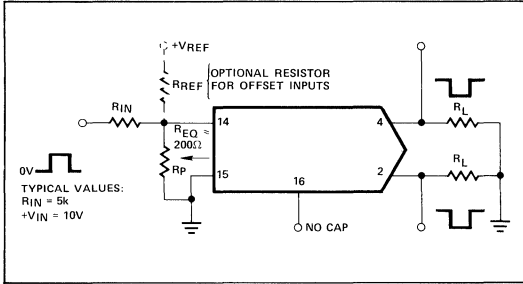 +VREF
RREF
OPTIONAL RESISTOR
FOR OFFSET INPUTS
RIN
REQ =
200Ω
RP
14
15
16
4
2
RL
RL
0V
TYPICAL VALUES:
RIN = 5k
+VIN = 10V
NO CAP